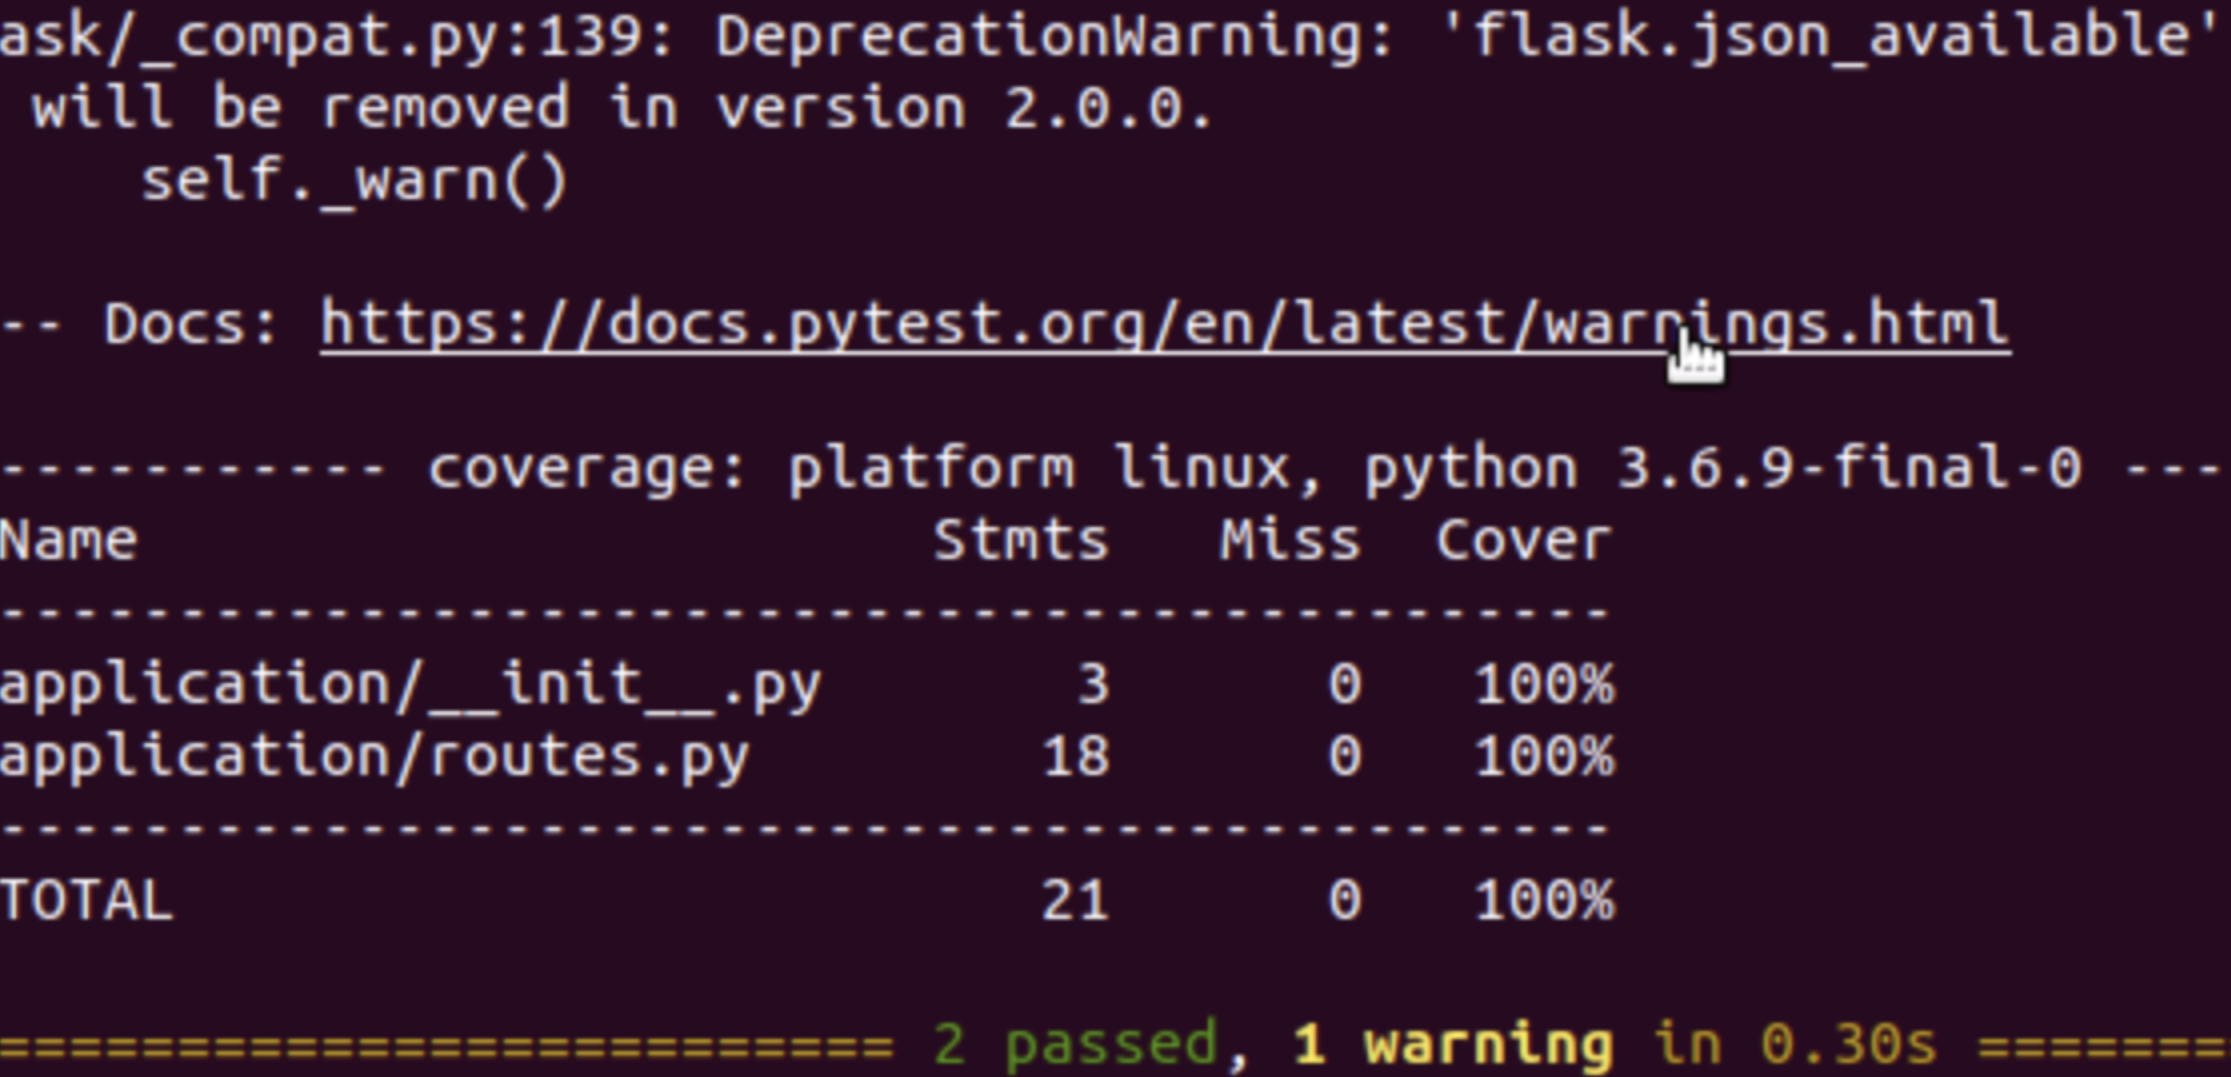 ask/_compat.py:139: DeprecationWarning: 'flask.json_available'
will be removed in version 2.0.0.
self._warn()
-- Docs: https://docs.pytest.org/en/latest/warnings.html
----------- coverage: platform linux, python 3.6.9-final-0 ---
Name Stmts Miss Cover
---------------------------------------------
application/__init__.py 3 0 100%
application/routes.py 18 0 100%
---------------------------------------------
TOTAL 21 0 100%
========================= 2 passed, 1 warning in 0.30s =======